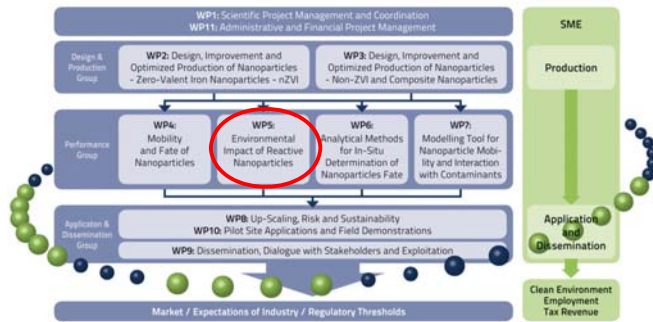 WP1: Scientific Project Management and Coordination
WP11: Administrative and Financial Project Management
Design &
Production
Group
WP2: Design, Improvement and
Optimized Production of Nanoparticles
- Zero-Valent Iron Nanoparticles - nZVI
WP3: Design, Improvement and
Optimized Production of Nanoparticles
- Non-ZVI and Composite Nanoparticles
Performance
Group
WP4:
Mobility
and Fate of
Nanoparticles
WP5:
Environmental
Impact of Reactive
Nanoparticles
WP6:
Analytical Methods
for In-Situ
Determination of
Nanoparticles Fate
WP7:
Modelling Tool for
Nanoparticle Mobi-
lity and Interaction
with Contaminants
Applicaton &
Dissemination
Group
WP8: Up-Scaling, Risk and Sustainability
WP10: Pilot Site Applications and Field Demonstrations
WP9: Dissemination, Dialogue with Stakeholders and Exploitation
Market / Expectations of Industry / Regulatory Thresholds
SME
Production
Application
and
Dissemination
Clean Environment
Employment
Tax Revenue